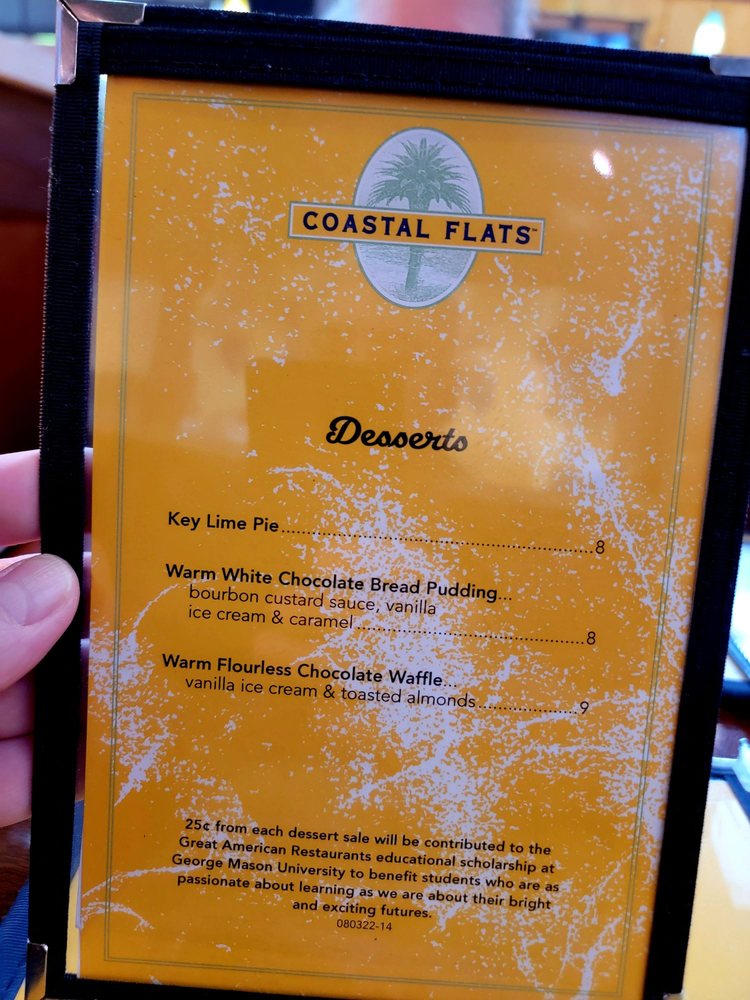 COASTAL FLATS™
Desserts
Key Lime Pie..............................................8
Warm White Chocolate Bread Pudding...
bourbon custard sauce, vanilla
ice cream & caramel..................................8
Warm Flourless Chocolate Waffle...
vanilla ice cream & toasted almonds...............9
25¢ from each dessert sale will be contributed to the
Great American Restaurants educational scholarship at
George Mason University to benefit students who are as
passionate about learning as we are about their bright
and exciting futures.
080322-14